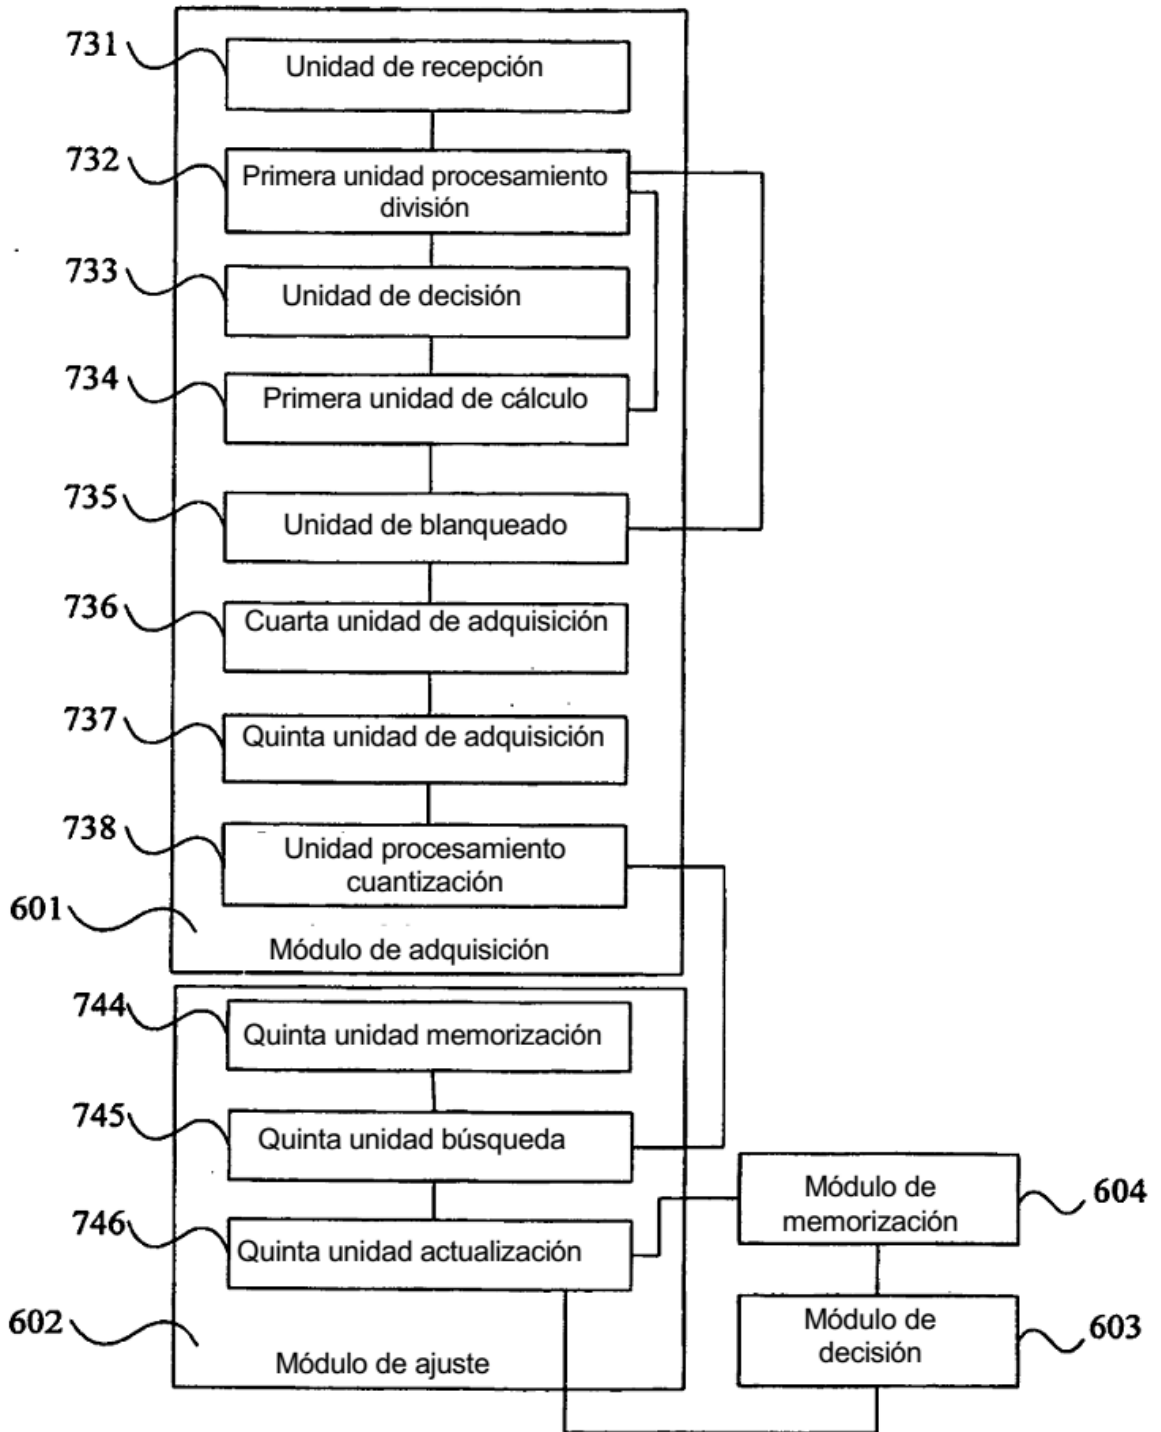 731
Unidad de recepción
732
Primera unidad procesamiento
división
733
Unidad de decisión
734
Primera unidad de cálculo
735
Unidad de blanqueado
736
Cuarta unidad de adquisición
737
Quinta unidad de adquisición
738
Unidad procesamiento
cuantización
601
Módulo de adquisición
744
Quinta unidad memorización
745
Quinta unidad búsqueda
746
Quinta unidad actualización
602
Módulo de ajuste
Módulo de
memorización
604
Módulo de
decisión
603